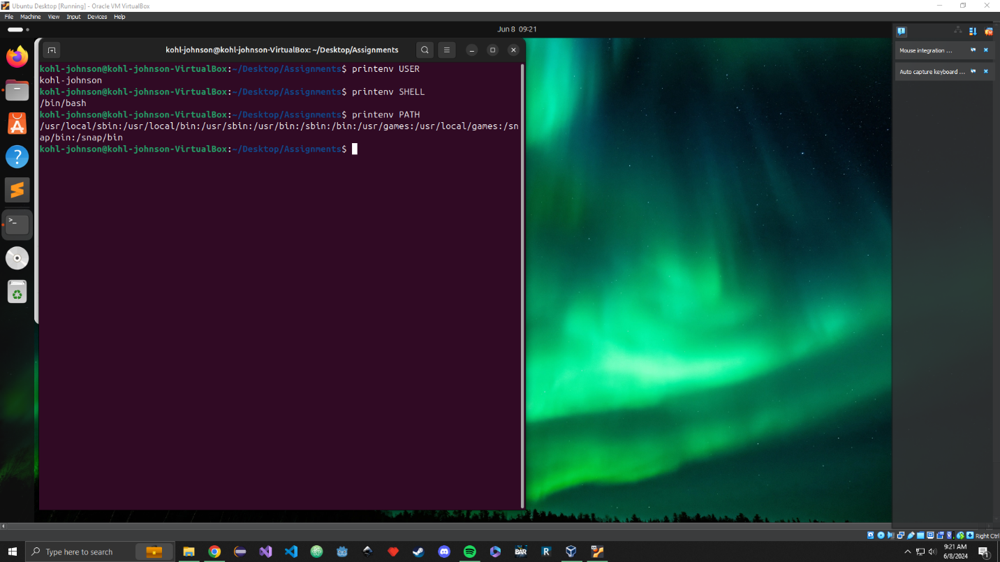 Ubuntu Desktop [Running] - Oracle VM VirtualBox
File Machine View Input Devices Help
Jun 8 09:21
kohl-johnson@kohl-johnson-VirtualBox: ~/Desktop/Assignments
kohl-johnson@kohl-johnson-VirtualBox:~/Desktop/Assignments$ printenv USER
kohl-johnson
kohl-johnson@kohl-johnson-VirtualBox:~/Desktop/Assignments$ printenv SHELL
/bin/bash
kohl-johnson@kohl-johnson-VirtualBox:~/Desktop/Assignments$ printenv PATH
/usr/local/sbin:/usr/local/bin:/usr/sbin:/usr/bin:/sbin:/bin:/usr/games:/usr/local/games:/sn
ap/bin:/snap/bin
kohl-johnson@kohl-johnson-VirtualBox:~/Desktop/Assignments$
Mouse integration ...
Auto capture keyboard ...
Right Ctrl
Type here to search
BAR
R
9:21 AM
6/8/2024
1